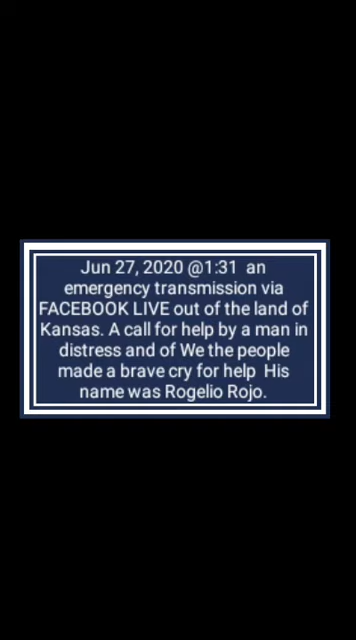 Jun 27, 2020 @1:31 an
emergency transmission via
FACEBOOK LIVE out of the land of
Kansas. A call for help by a man in
distress and of We the people
made a brave cry for help His
name was Rogelio Rojo.